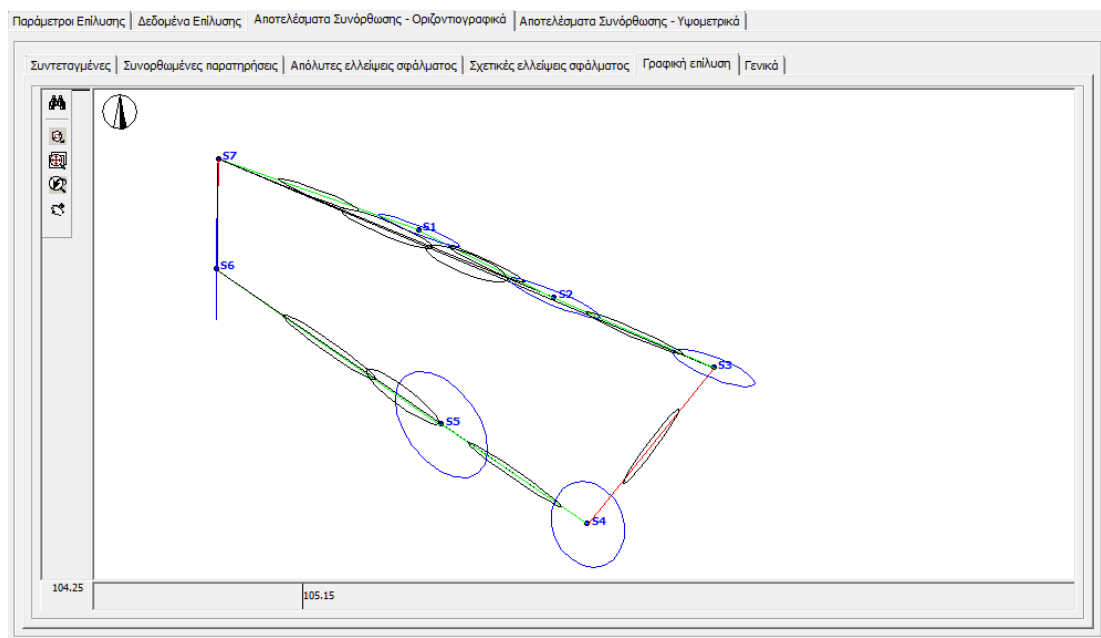 Παράμετροι Επίλυσης Δεδομένα Επίλυσης Αποτελέσματα Συνόρθωσης - Οριζοντιογραφικά Αποτελέσματα Συνόρθωσης - Υψομετρικά
Συντεταγμένες Συνορθωμένες παρατηρήσεις Απόλυτες ελλείψεις σφάλματος Σχετικές ελλείψεις σφάλματος Γραφική επίλυση Γενικά
S7
S1
S6
S2
S3
S5
S4
104.25
105.15